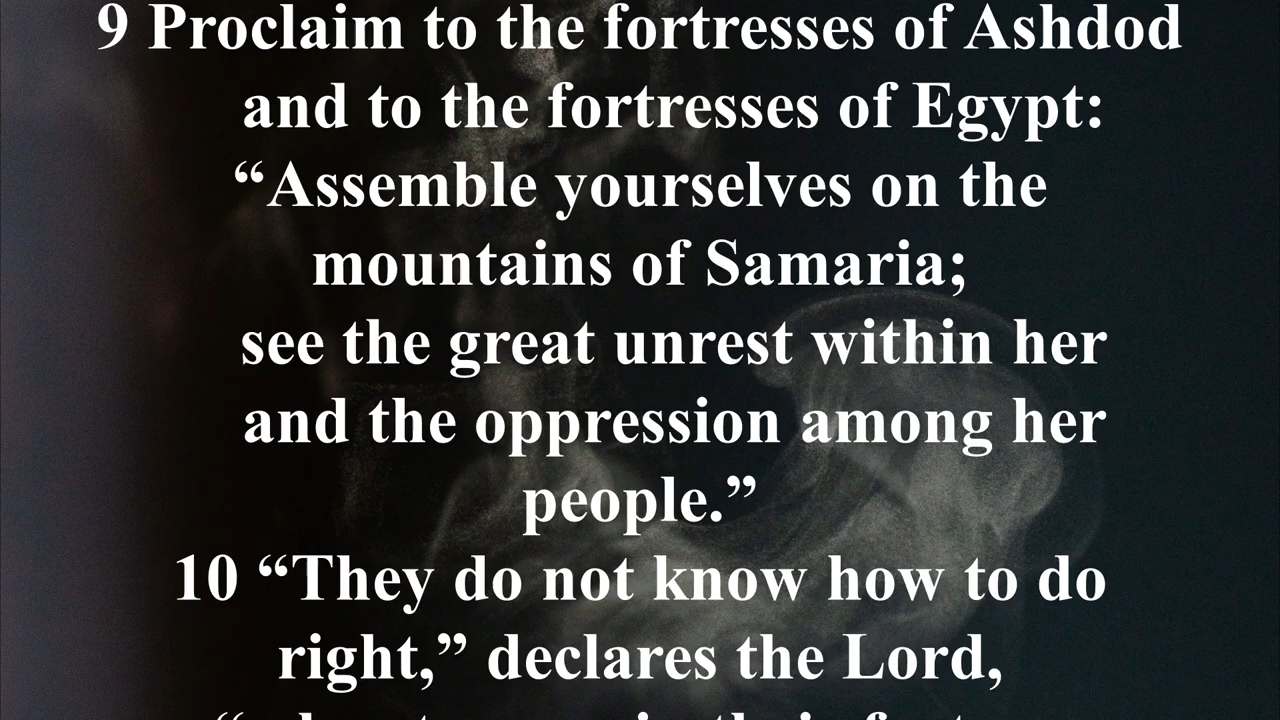 9 Proclaim to the fortresses of Ashdod
and to the fortresses of Egypt:
“Assemble yourselves on the
mountains of Samaria;
see the great unrest within her
and the oppression among her
people.”
10 “They do not know how to do
right,” declares the Lord,